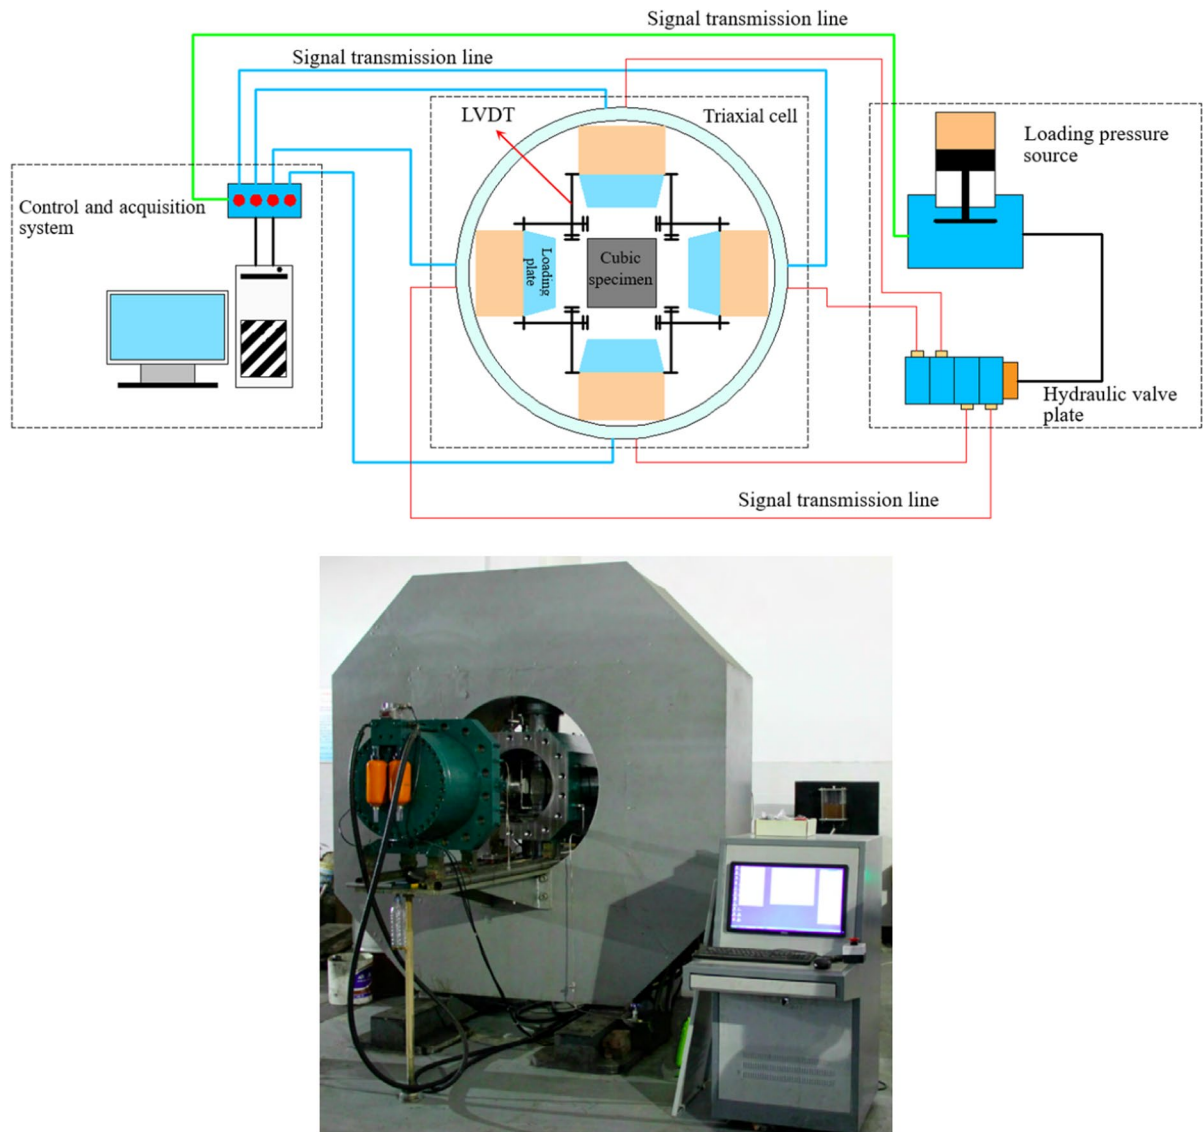 Signal transmission line
Signal transmission line
LVDT
Triaxial cell
Loading pressure
source
Control and acquisition
system
Loading
plate
Cubic
specimen
Hydraulic valve
plate
Signal transmission line